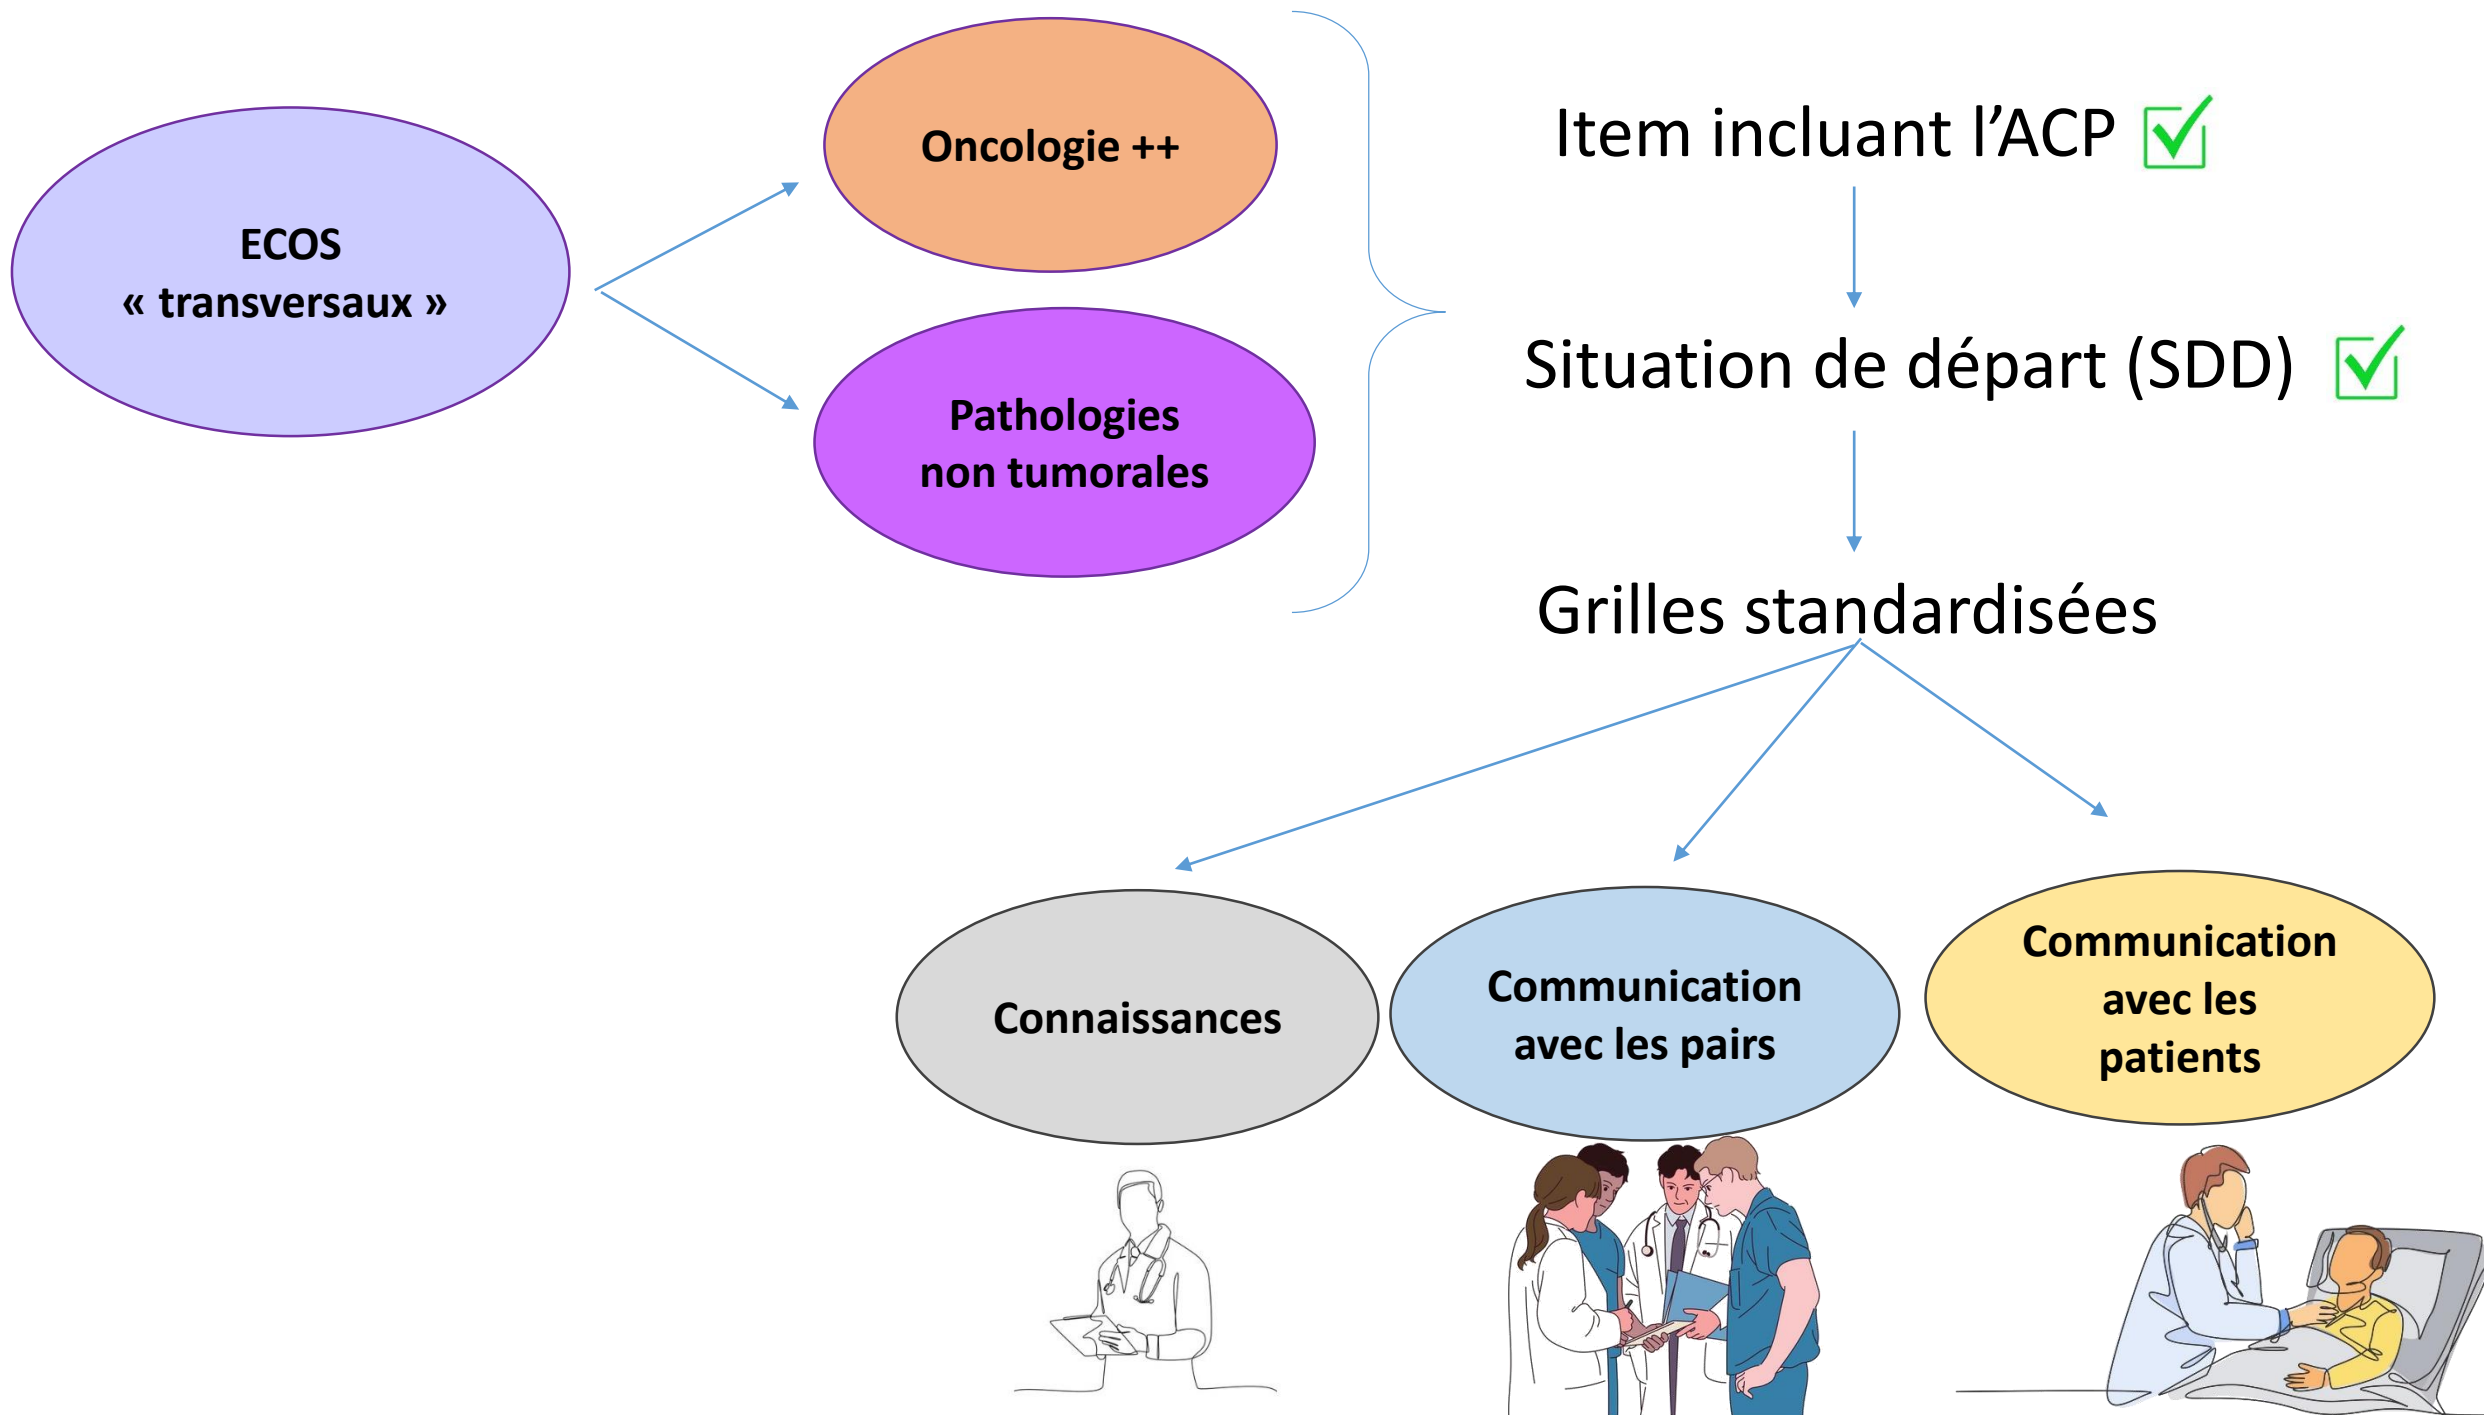 ECOS
« transversaux »
Oncologie ++
Pathologies
non tumorales
Item incluant l’ACP
Situation de départ (SDD)
Grilles standardisées
Connaissances
Communication
avec les pairs
Communication
avec les
patients